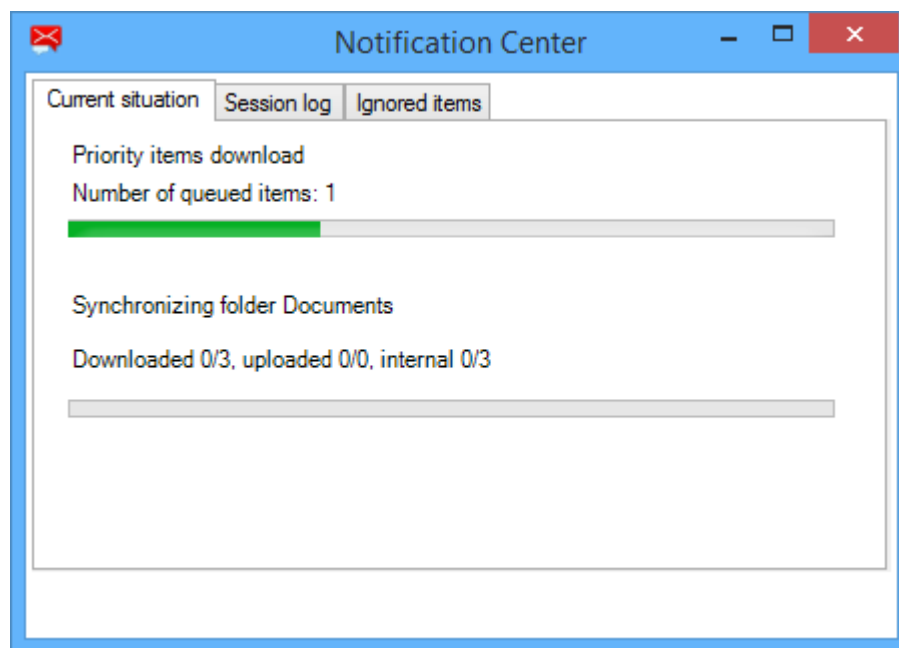 Notification Center
Current situation
Session log
Ignored items
Priority items download
Number of queued items: 1
Synchronizing folder Documents
Downloaded 0/3, uploaded 0/0, internal 0/3